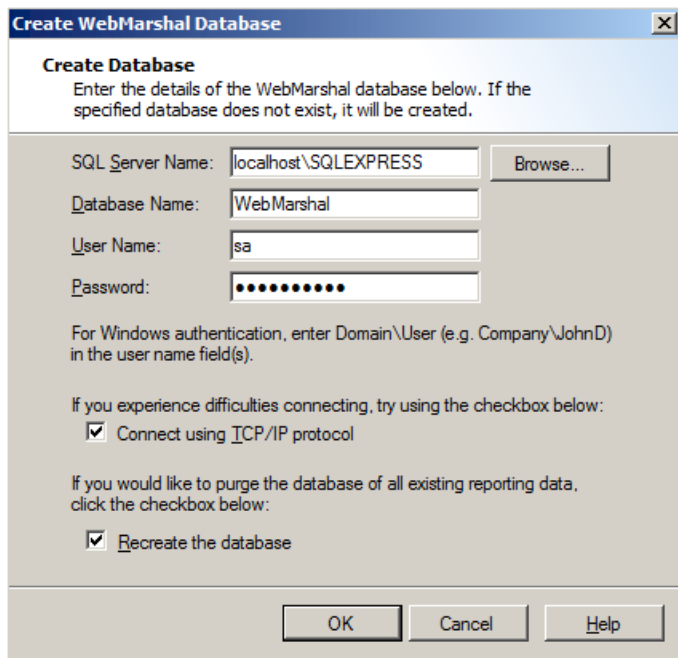 Create WebMarshal Database
Create Database
Enter the details of the WebMarshal database below. If the
specified database does not exist, it will be created.
SQL Server Name: localhost\SQLEXPRESS Browse...
Database Name: WebMarshal
User Name: sa
Password: ●●●●●●●●●●
For Windows authentication, enter Domain\User (e.g. Company\JohnD)
in the user name field(s).
If you experience difficulties connecting, try using the checkbox below:
Connect using TCP/IP protocol
If you would like to purge the database of all existing reporting data,
click the checkbox below:
Recreate the database
OK Cancel Help